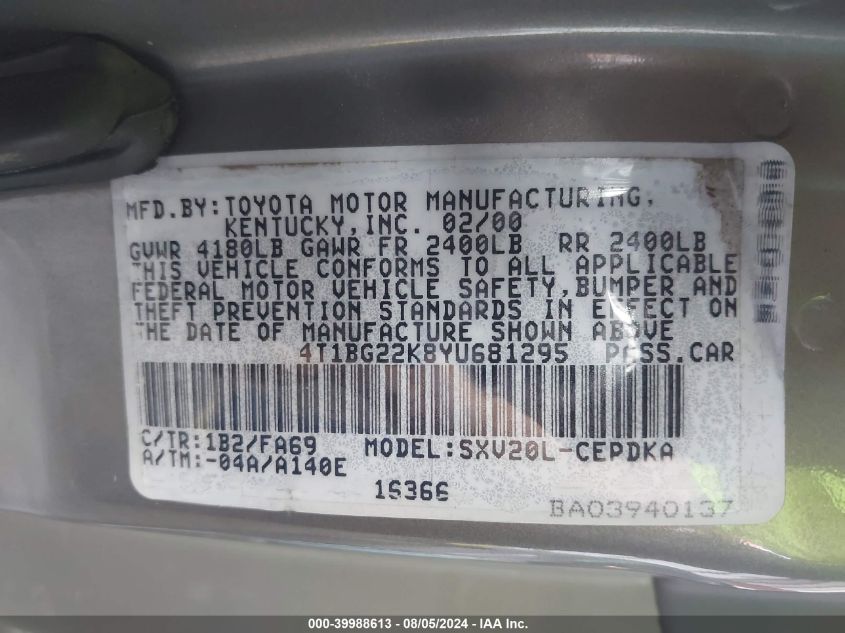 MFD.BY:TOYOTA MOTOR MANUFACTURING,
KENTUCKY,INC. 02/00
GVWR 4180LB GAWR FR 2400LB RR 2400LB
THIS VEHICLE CONFORMS TO ALL APPLICABLE
FEDERAL MOTOR VEHICLE SAFETY,BUMPER AND
THEFT PREVENTION STANDARDS IN EFFECT ON
THE DATE OF MANUFACTURE SHOWN ABOVE
4T1BG22K8YU681295 PASS.CAR
C/TR:1B2/FA69 MODEL:SXV20L-CEPDKA
A/TM:-04A/A140E
16366
BA03940137
000-39988613 - 08/05/2024 - IAA Inc.